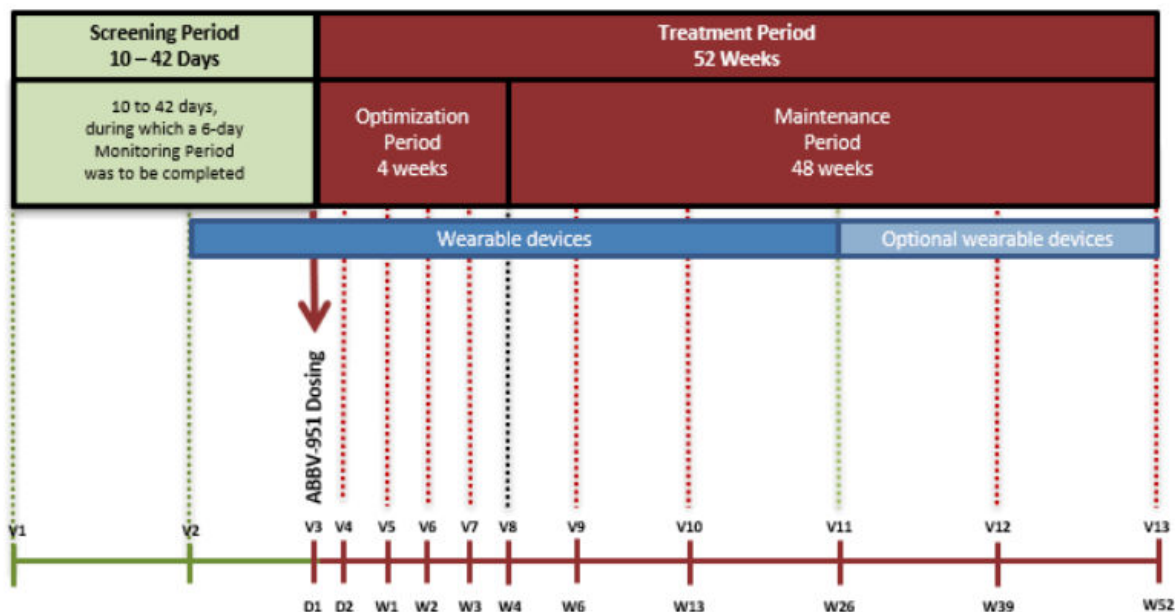 Screening Period
10 – 42 Days
Treatment Period
52 Weeks
10 to 42 days,
during which a 6-day
Monitoring Period
was to be completed
Optimization
Period
4 weeks
Maintenance
Period
48 weeks
Wearable devices
Optional wearable devices
ABBV-951 Dosing
V1 V2 V3 V4 V5 V6 V7 V8 V9 V10 V11 V12 V13
D1 D2 W1 W2 W3 W4 W6 W13 W26 W39 W52